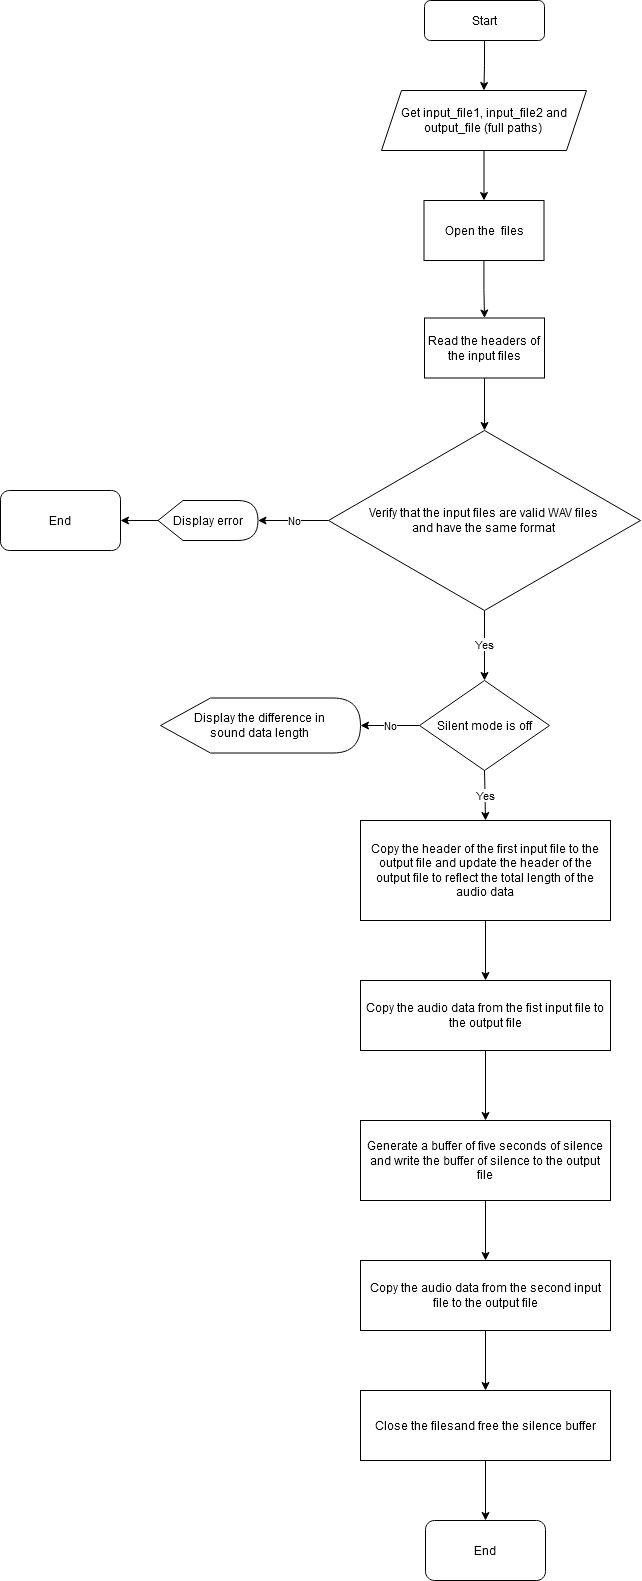 Start
Get input_file1, input_file2 and
output_file (full paths)
Open the files
Read the headers of
the input files
Verify that the input files are valid WAV files
and have the same format
No
Display error
End
Yes
Silent mode is off
No
Display the difference in
sound data length
Yes
Copy the header of the first input file to the
output file and update the header of the
output file to reflect the total length of the
audio data
Copy the audio data from the fist input file to
the output file
Generate a buffer of five seconds of silence
and write the buffer of silence to the output
file
Copy the audio data from the second input
file to the output file
Close the filesand free the silence buffer
End